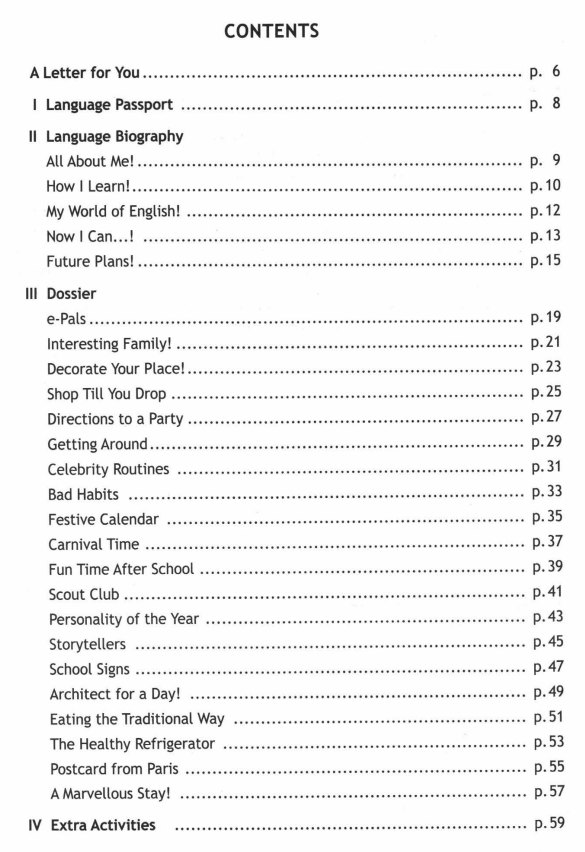 CONTENTS
A Letter for You ........ p. 6
I Language Passport ........ p. 8
II Language Biography
All About Me! ........ p. 9
How I Learn! ........ p. 10
My World of English! ........ p. 12
Now I Can...! ........ p. 13
Future Plans! ........ p. 15
III Dossier
e-Pals ........ p. 19
Interesting Family! ........ p. 21
Decorate Your Place! ........ p. 23
Shop Till You Drop ........ p. 25
Directions to a Party ........ p. 27
Getting Around ........ p. 29
Celebrity Routines ........ p. 31
Bad Habits ........ p. 33
Festive Calendar ........ p. 35
Carnival Time ........ p. 37
Fun Time After School ........ p. 39
Scout Club ........ p. 41
Personality of the Year ........ p. 43
Storytellers ........ p. 45
School Signs ........ p. 47
Architect for a Day! ........ p. 49
Eating the Traditional Way ........ p. 51
The Healthy Refrigerator ........ p. 53
Postcard from Paris ........ p. 55
A Marvellous Stay! ........ p. 57
IV Extra Activities ........ p. 59